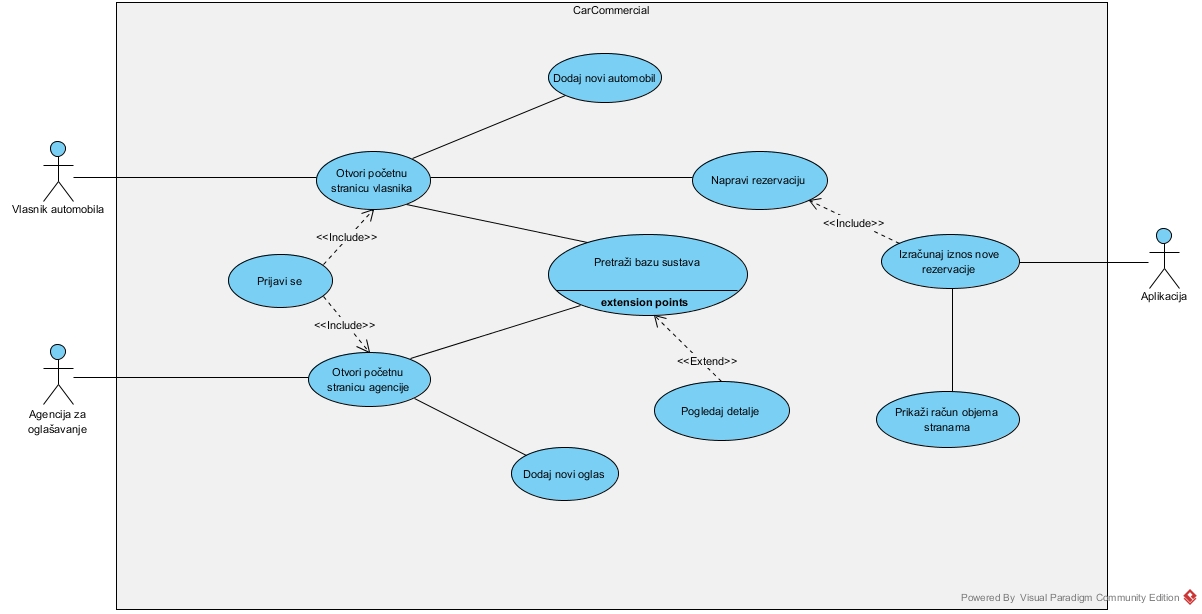 CarCommercial
Dodaj novi automobil
Vlasnik automobila
Otvori početnu
stranicu vlasnika
Napravi rezervaciju
<<Include>>
<<Include>>
Izračunaj iznos nove
rezervacije
Aplikacija
Pretraži bazu sustava
extension points
Prijavi se
<<Include>>
<<Extend>>
Agencija za
oglašavanje
Otvori početnu
stranicu agencije
Pogledaj detalje
Prikaži račun objema
stranama
Dodaj novi oglas
Powered By Visual Paradigm Community Edition